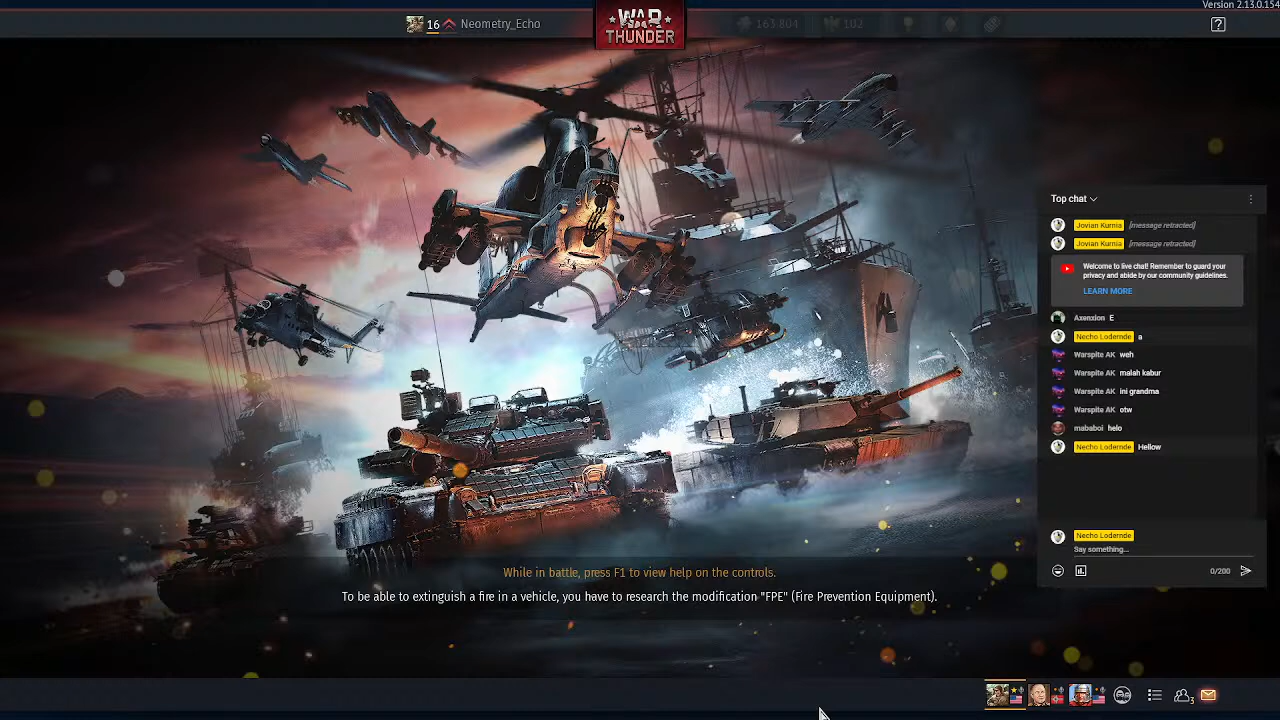 Version 2.13.0.154
16 Neometry_Echo
WAR
THUNDER
163 804
182
Top chat
Jovian Kurnia [message retracted]
Jovian Kurnia [message retracted]
Welcome to live chat! Remember to guard your
privacy and abide by our community guidelines.
LEARN MORE
Axenxion E
Necho Lodernde a
Warspite AK weh
Warspite AK malah kabur
Warspite AK ini grandma
Warspite AK otw
mababoi helo
Necho Lodernde Hellow
Necho Lodernde
Say something...
0/200
While in battle, press F1 to view help on the controls.
To be able to extinguish a fire in a vehicle, you have to research the modification "FPE" (Fire Prevention Equipment).
3